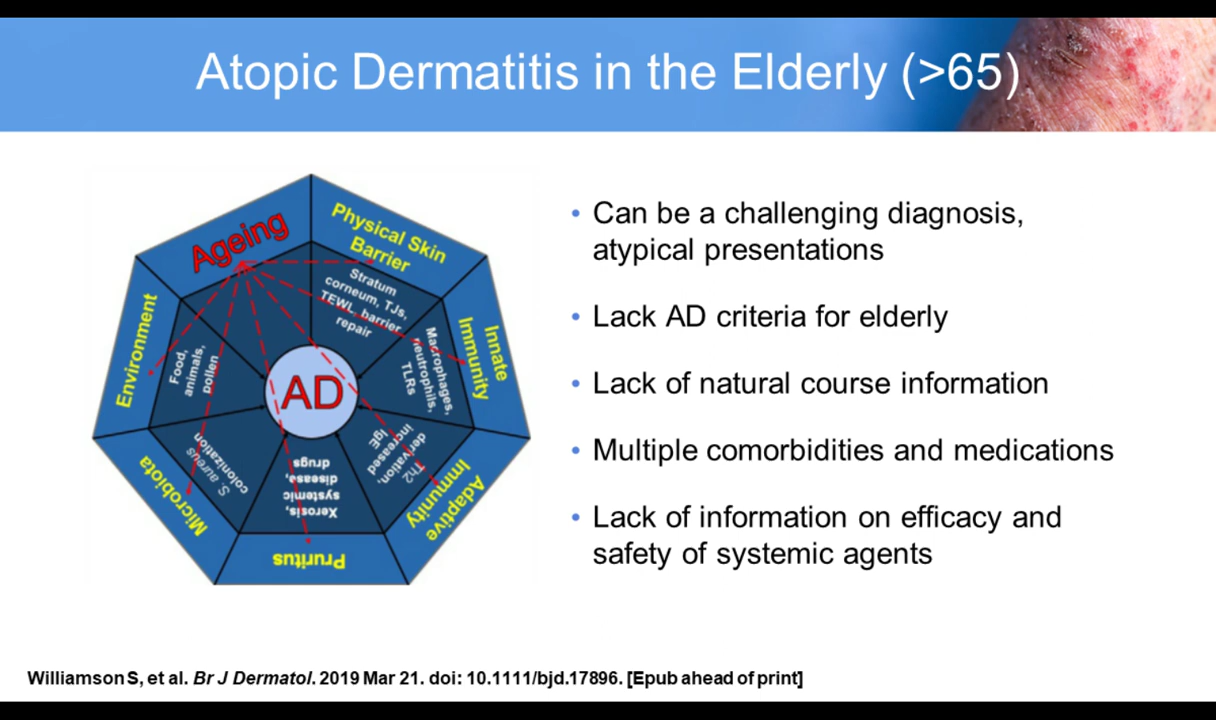 Atopic Dermatitis in the Elderly (>65)
Ageing
Physical Skin
Barrier
Stratum
corneum, TJs,
TEWL, barrier
repair
Innate
Immunity
Macrophages,
neutrophils,
TLRs
Adaptive
Immunity
Th2
derivation,
increased
IgE
Pruritus
Xerosis,
systemic
disease,
drugs
Microbiota
S. aureus
colonization
Environment
Food,
animals,
pollen
AD
• Can be a challenging diagnosis,
atypical presentations
• Lack AD criteria for elderly
• Lack of natural course information
• Multiple comorbidities and medications
• Lack of information on efficacy and
safety of systemic agents
Williamson S, et al. Br J Dermatol. 2019 Mar 21. doi: 10.1111/bjd.17896. [Epub ahead of print]